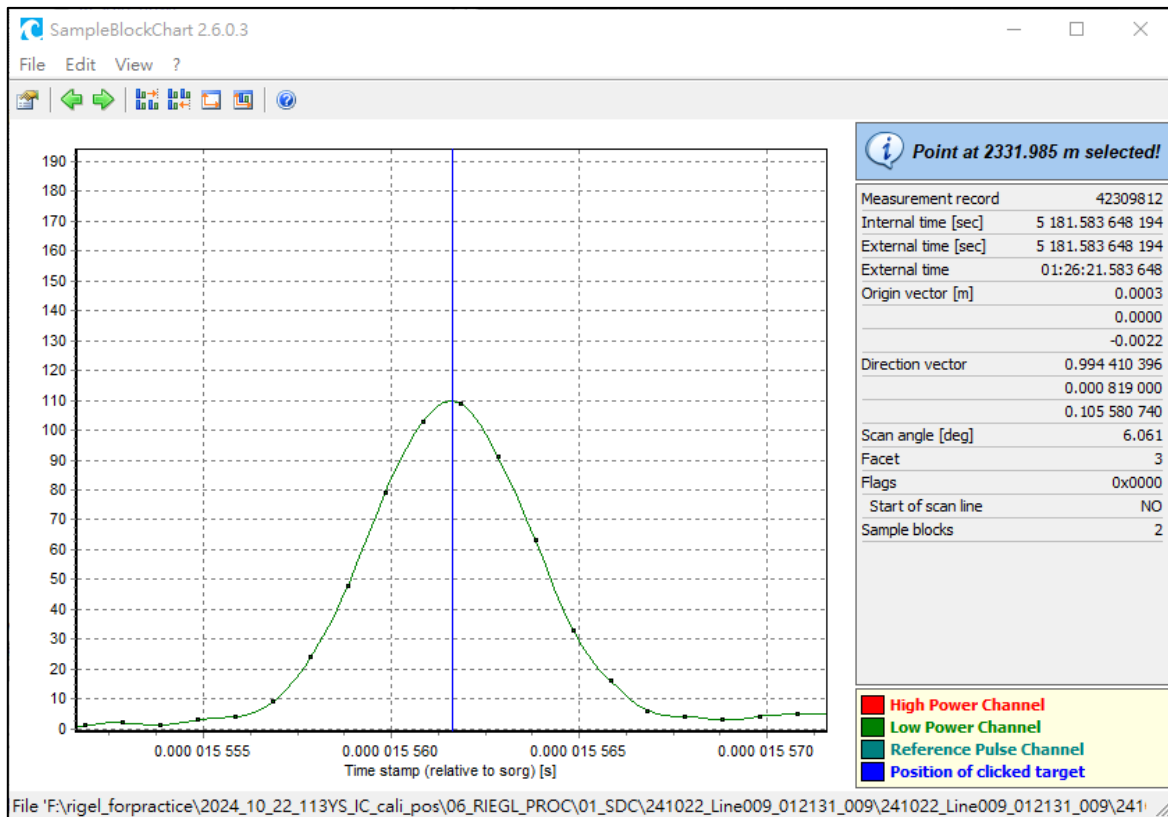 SampleBlockChart 2.6.0.3
File Edit View ?
190
180
170
160
150
140
130
120
110
100
90
80
70
60
50
40
30
20
10
0
0.000 015 555
0.000 015 560
0.000 015 565
0.000 015 570
Time stamp (relative to sorg) [s]
Point at 2331.985 m selected!
Measurement record 42309812
Internal time [sec] 5 181.583 648 194
External time [sec] 5 181.583 648 194
External time 01:26:21.583 648
Origin vector [m] 0.0003
0.0000
-0.0022
Direction vector 0.994 410 396
0.000 819 000
0.105 580 740
Scan angle [deg] 6.061
Facet 3
Flags 0x0000
Start of scan line NO
Sample blocks 2
High Power Channel
Low Power Channel
Reference Pulse Channel
Position of clicked target
File 'F:\rigel_forpractice\2024_10_22_113YS_IC_cali_pos\06_RIEGL_PROC\01_SDC\241022_Line009_012131_009\241022_Line009_012131_009\241